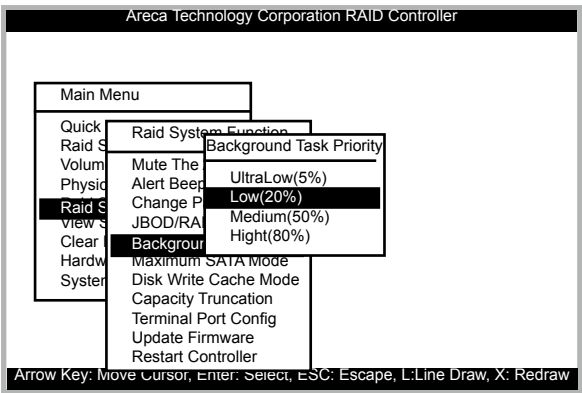 Areca Technology Corporation RAID Controller
Main Menu
Quick
Raid S
Volum
Physic
Raid S
View S
Clear
Hardw
System
Raid System Function
Mute The
Alert Beep
Change P
JBOD/RAI
Backgroun
Maximum SATA Mode
Disk Write Cache Mode
Capacity Truncation
Terminal Port Config
Update Firmware
Restart Controller
Background Task Priority
UltraLow(5%)
Low(20%)
Medium(50%)
Hight(80%)
Arrow Key: Move Cursor, Enter: Select, ESC: Escape, L:Line Draw, X: Redraw